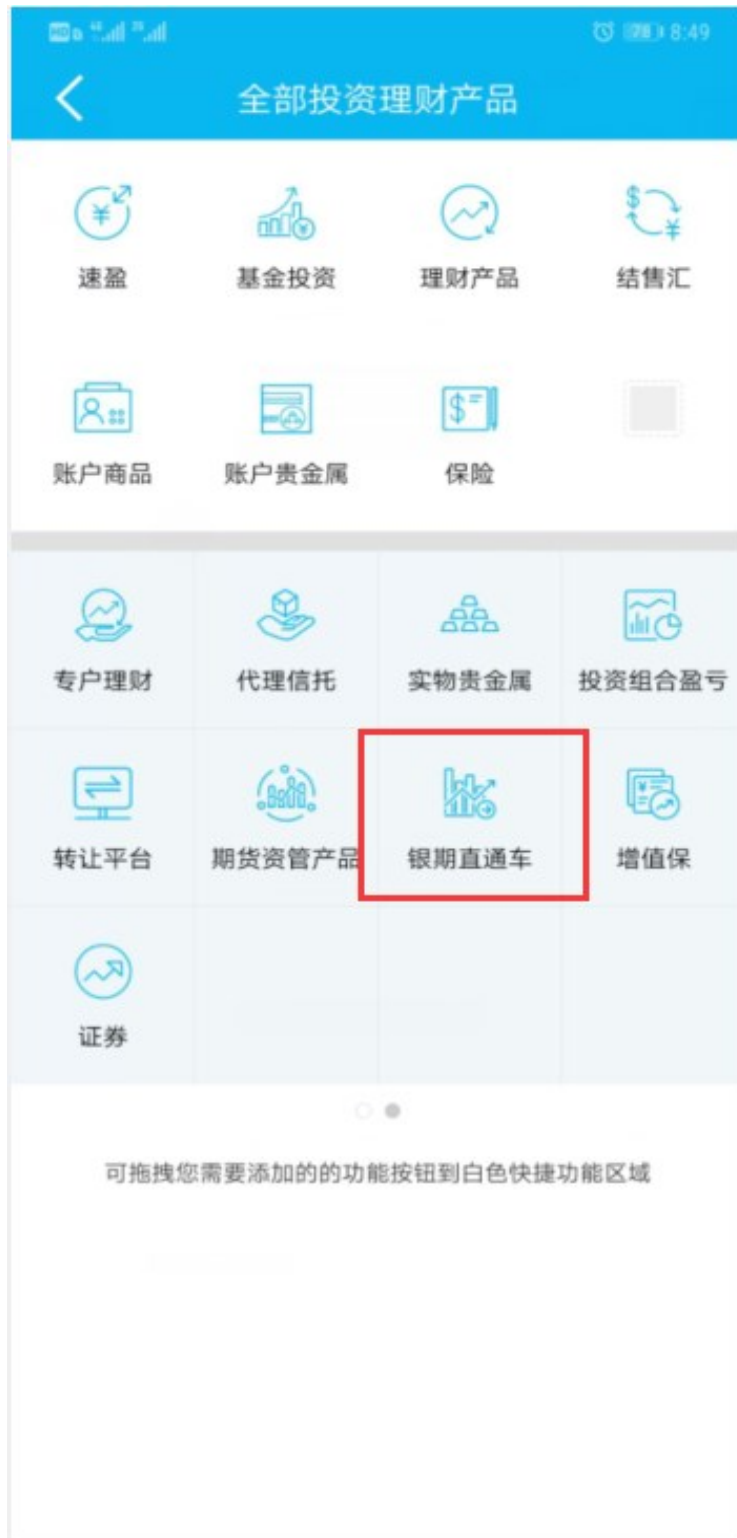 HD 4G 2G 78 8:49
全部投资理财产品
速盈 基金投资 理财产品 结售汇
账户商品 账户贵金属 保险
专户理财 代理信托 实物贵金属 投资组合盈亏
转让平台 期货资管产品 银期直通车 增值保
证券
可拖拽您需要添加的的功能按钮到白色快捷功能区域